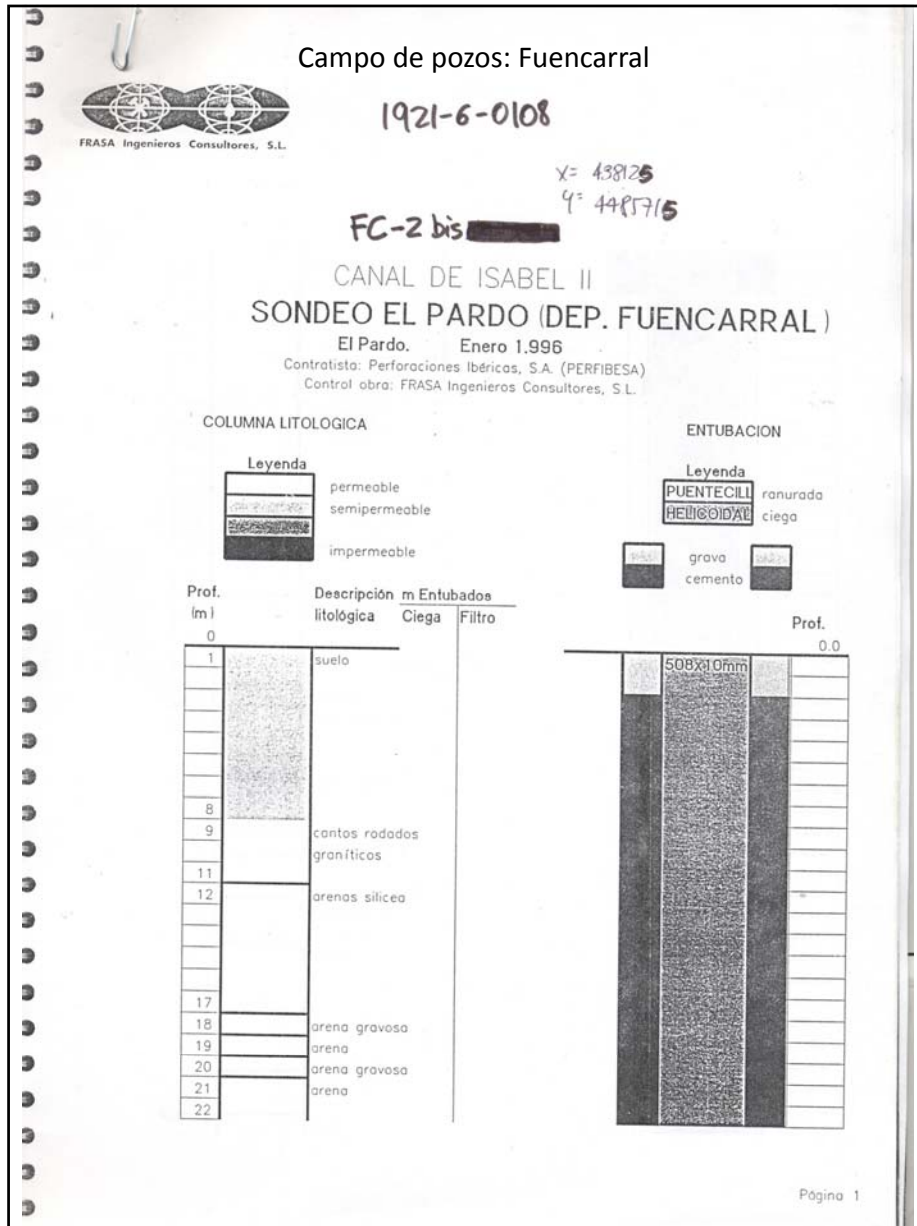 Campo de pozos: Fuencarral
FRASA Ingenieros Consultores, S.L.
1921-6-0108
X= 438125
Y= 4485715
FC-2 bis
CANAL DE ISABEL II
SONDEO EL PARDO (DEP. FUENCARRAL)
El Pardo. Enero 1.996
Contratista: Perforaciones Ibéricas, S.A. (PERFIBESA)
Control obra: FRASA Ingenieros Consultores, S.L.
COLUMNA LITOLOGICA
Leyenda
permeable
semipermeable
impermeable
ENTUBACION
Leyenda
PUENTECILL ranurada
HELICOIDAL ciega
grava
cemento
Prof. Descripción m Entubados
(m) litológica Ciega Filtro
0
1 suelo
8
9 cantos rodados
graníticos
11
12 arenas silicea
17
18 arena gravosa
19 arena
20 arena gravosa
21 arena
22
Prof.
0.0
508x10mm
Página 1